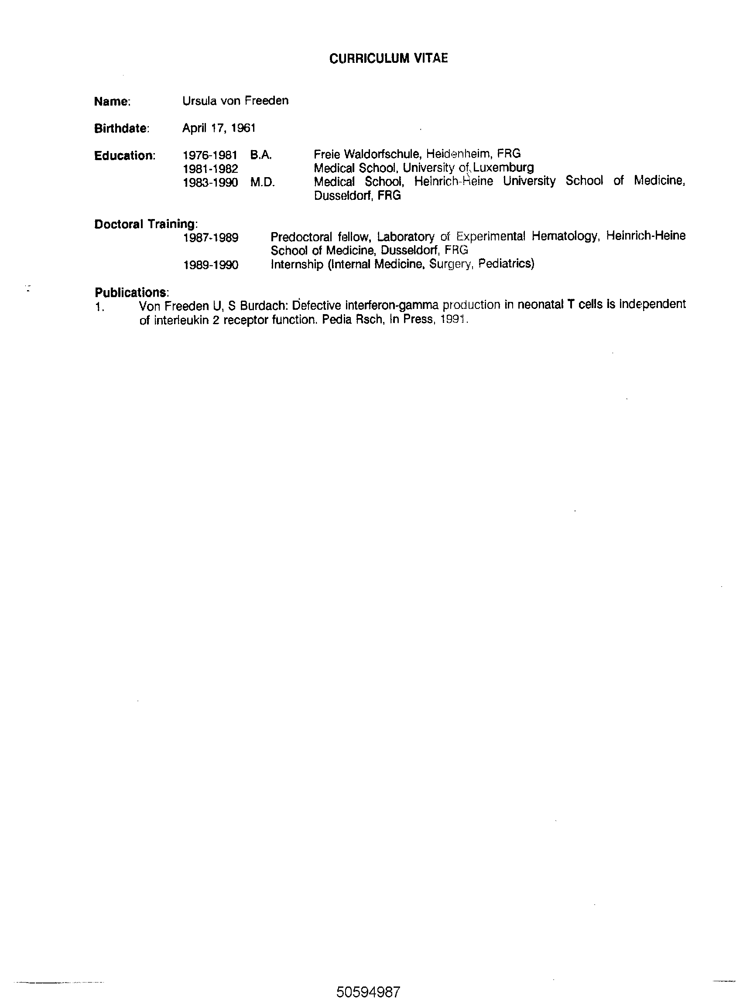 CURRICULUM VITAE
Name: Ursula von Freeden
Birthdate: April 17, 1961
Education: 1976-1981 B.A. Freie Waldorfschule, Heidenheim, FRG
1981-1982 Medical School, University of Luxemburg
1983-1990 M.D. Medical School, Heinrich-Heine University School of Medicine,
Dusseldorf, FRG
Doctoral Training:
1987-1989 Predoctoral fellow, Laboratory of Experimental Hematology, Heinrich-Heine
School of Medicine, Dusseldorf, FRG
1989-1990 Internship (Internal Medicine, Surgery, Pediatrics)
Publications:
1. Von Freeden U, S Burdach: Defective interferon-gamma production in neonatal T cells is independent
of interleukin 2 receptor function. Pedia Rsch, In Press, 1991.
50594987